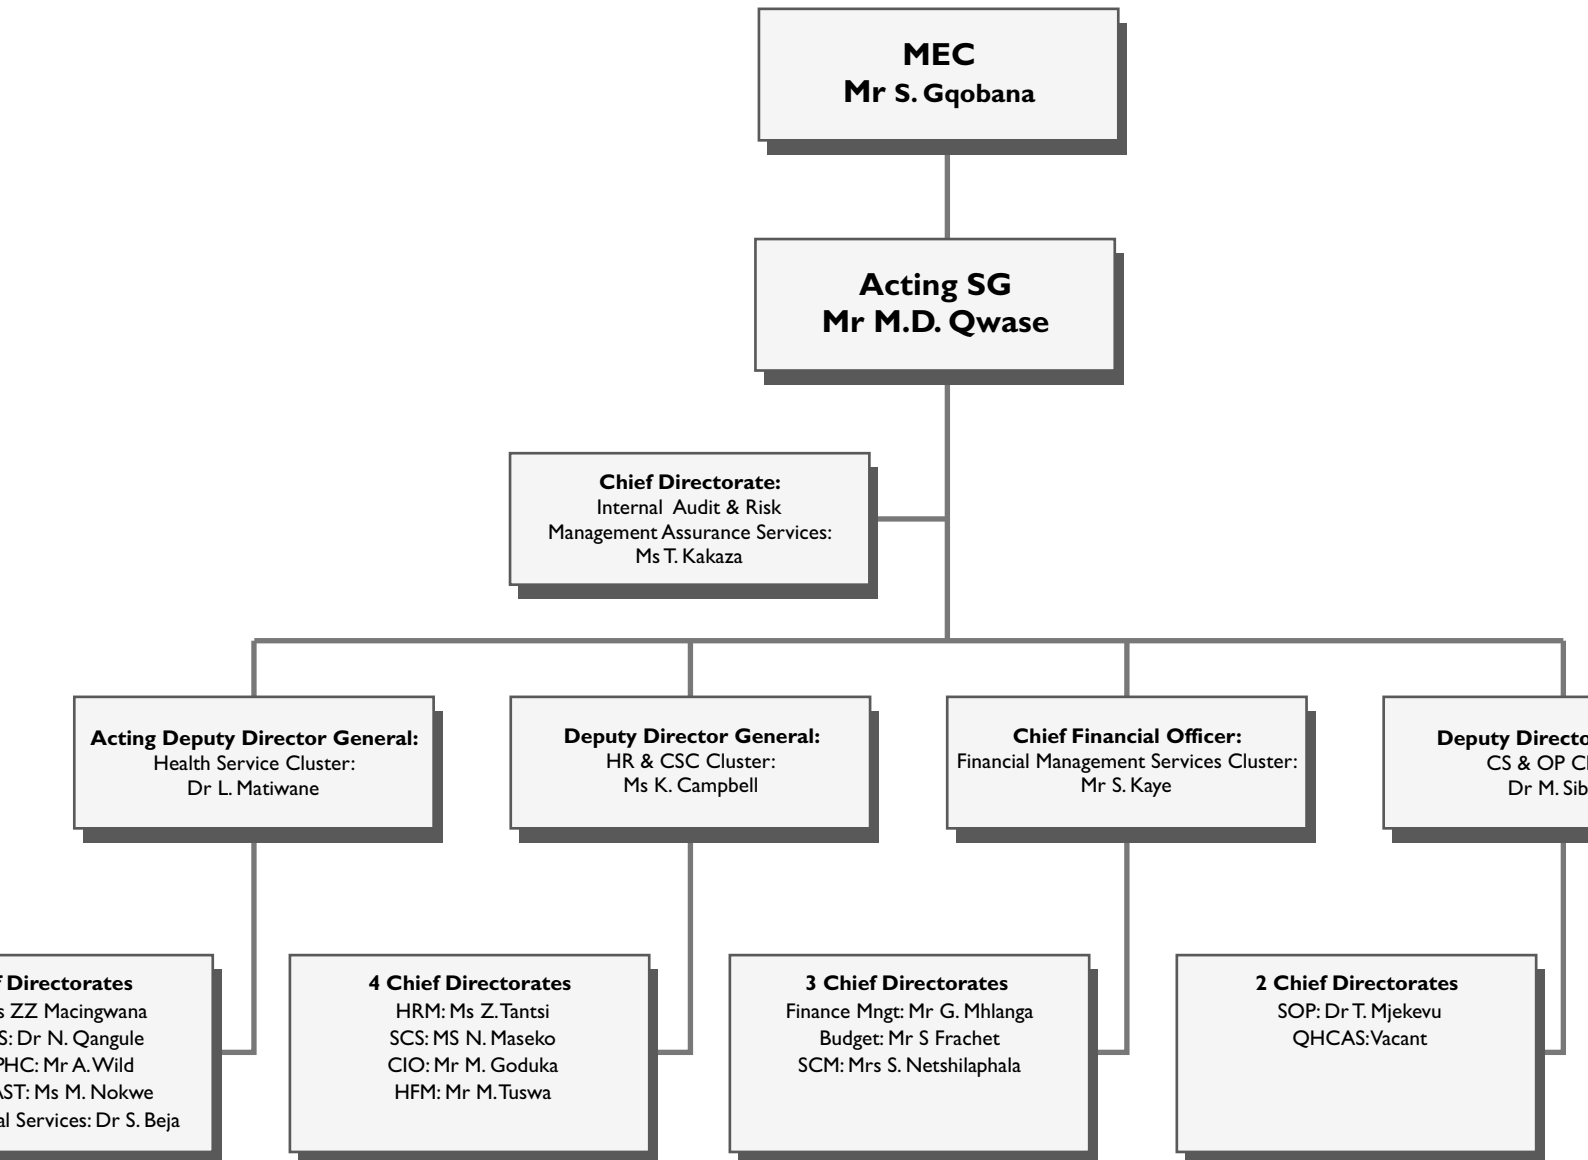 MEC
Mr S. Gqobana
Acting SG
Mr M.D. Qwase
Chief Directorate:
Internal Audit & Risk
Management Assurance Services:
Ms T. Kakaza
Acting Deputy Director General:
Health Service Cluster:
Dr L. Matiwane
Deputy Director General:
HR & CSC Cluster:
Ms K. Campbell
Chief Financial Officer:
Financial Management Services Cluster:
Mr S. Kaye
Deputy
CS & OP
Dr M.
Directorates
ZZ Macingwana
Dr N. Qangule
PHC: Mr A. Wild
Ms M. Nokwe
Services: Dr S. Beja
4 Chief Directorates
HRM: Ms Z. Tantsi
SCS: MS N. Maseko
CIO: Mr M. Goduka
HFM: Mr M. Tuswa
3 Chief Directorates
Finance Mngt: Mr G. Mhlanga
Budget: Mr S Frachet
SCM: Mrs S. Netshilaphala
2 Chief Directorates
SOP: Dr T. Mjekevu
QHCAS: Vacant